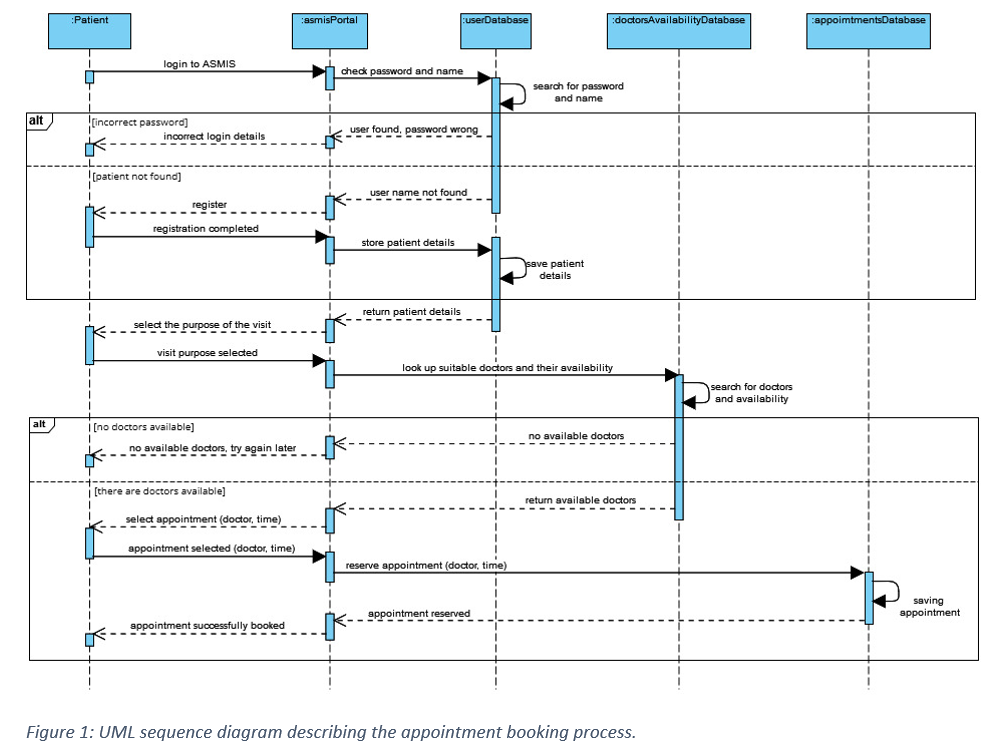 :Patient
:asmisPortal
:userDatabase
:doctorsAvailabilityDatabase
:appoimtmentsDatabase
login to ASMIS
check password and name
search for password
and name
alt
[incorrect password]
user found, password wrong
incorrect login details
[patient not found]
user name not found
register
registration completed
store patient details
save patient
details
return patient details
select the purpose of the visit
visit purpose selected
look up suitable doctors and their availability
search for doctors
and availability
alt
[no doctors available]
no available doctors
no available doctors, try again later
[there are doctors available]
return available doctors
select appointment (doctor, time)
appointment selected (doctor, time)
reserve appointment (doctor, time)
saving
appointment
appointment reserved
appointment successfully booked
Figure 1: UML sequence diagram describing the appointment booking process.